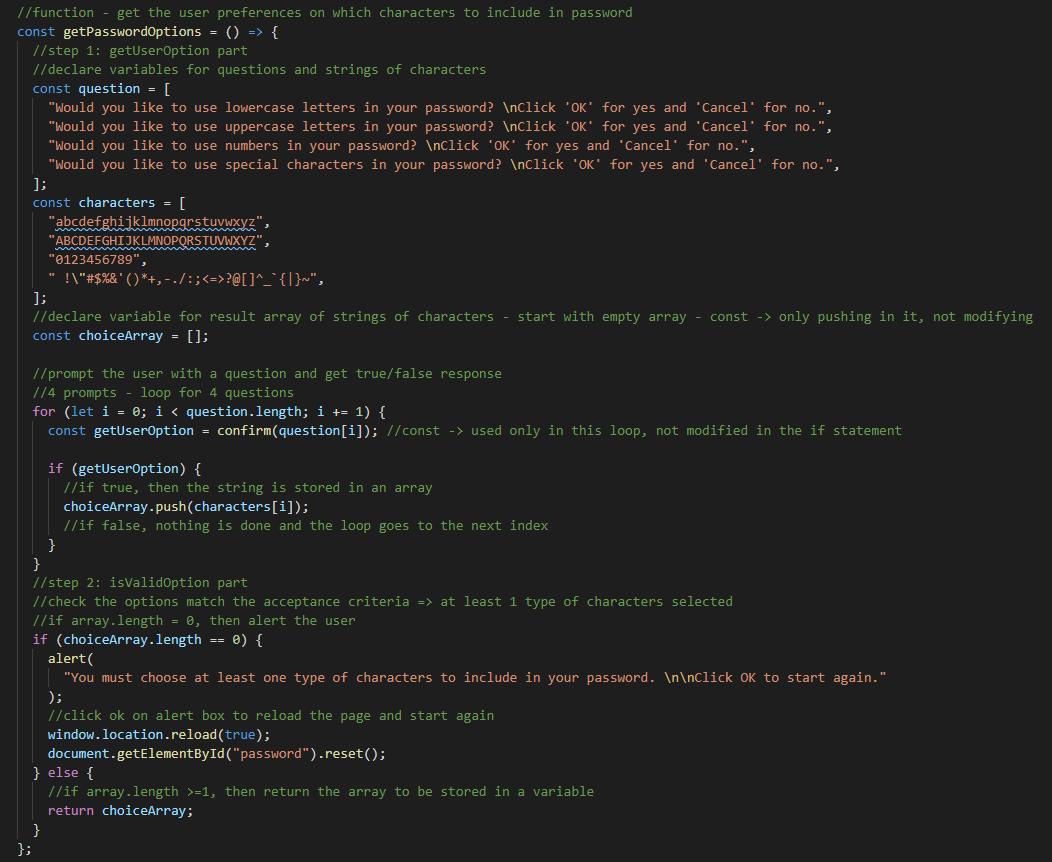 //function - get the user preferences on which characters to include in password
const getPasswordOptions = () => {
//step 1: getUserOption part
//declare variables for questions and strings of characters
const question = [
"Would you like to use lowercase letters in your password? \nClick 'OK' for yes and 'Cancel' for no.",
"Would you like to use uppercase letters in your password? \nClick 'OK' for yes and 'Cancel' for no.",
"Would you like to use numbers in your password? \nClick 'OK' for yes and 'Cancel' for no.",
"Would you like to use special characters in your password? \nClick 'OK' for yes and 'Cancel' for no.",
];
const characters = [
"abcdefghijklmnopqrstuvwxyz",
"ABCDEFGHIJKLMNOPQRSTUVWXYZ",
"0123456789",
" !\"#$%&'()*+,-./:;<=>?@[]^_`{|}~",
];
//declare variable for result array of strings of characters - start with empty array - const -> only pushing in it, not modifying
const choiceArray = [];
//prompt the user with a question and get true/false response
//4 prompts - loop for 4 questions
for (let i = 0; i < question.length; i += 1) {
const getUserOption = confirm(question[i]); //const -> used only in this loop, not modified in the if statement
if (getUserOption) {
//if true, then the string is stored in an array
choiceArray.push(characters[i]);
//if false, nothing is done and the loop goes to the next index
}
}
//step 2: isValidOption part
//check the options match the acceptance criteria => at least 1 type of characters selected
//if array.length = 0, then alert the user
if (choiceArray.length == 0) {
alert(
"You must choose at least one type of characters to include in your password. \n\nClick OK to start again."
);
//click ok on alert box to reload the page and start again
window.location.reload(true);
document.getElementById("password").reset();
} else {
//if array.length >=1, then return the array to be stored in a variable
return choiceArray;
}
};